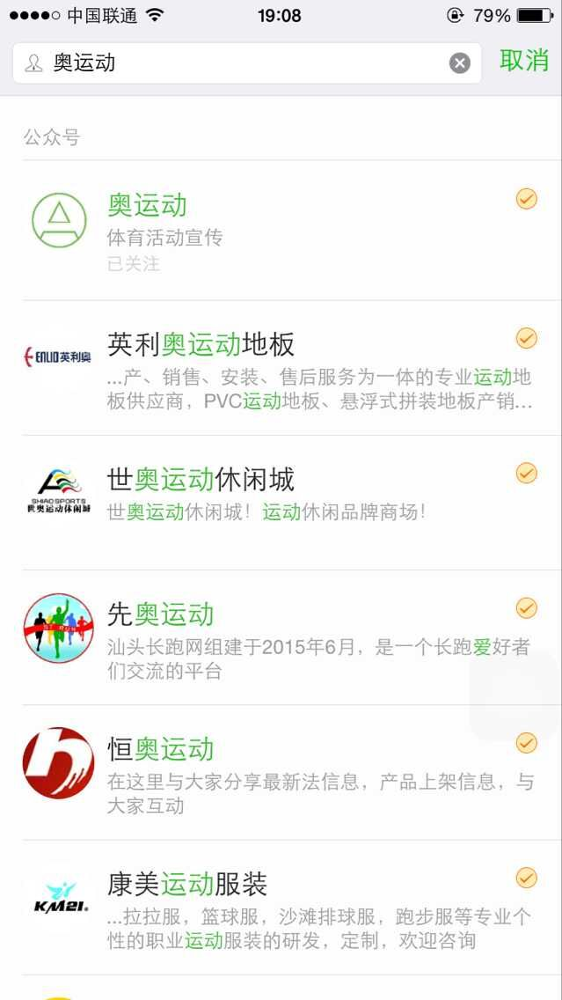 中国联通 19:08 79%
奥运动 取消
公众号
奥运动
体育活动宣传
已关注
ENLIO英利奥
英利奥运动地板
...产、销售、安装、售后服务为一体的专业运动地
板供应商，PVC运动地板、悬浮式拼装地板产销...
SHIAO SPORTS
世奥运动休闲城
世奥运动休闲城
世奥运动休闲城！运动休闲品牌商场！
先奥运动
汕头长跑网组建于2015年6月，是一个长跑爱好者
们交流的平台
恒奥运动
在这里与大家分享最新法信息，产品上架信息，与
大家互动
KM21
康美运动服装
...拉拉服，篮球服，沙滩排球服，跑步服等专业个
性的职业运动服装的研发，定制，欢迎咨询